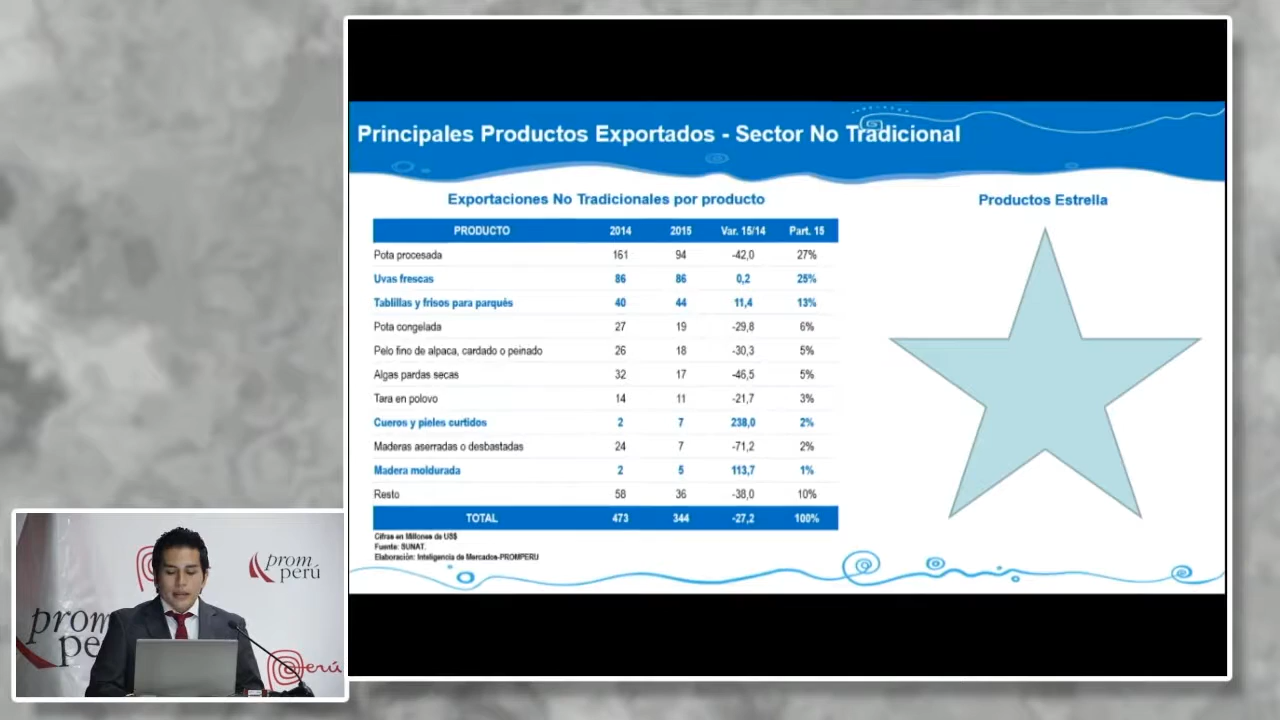 Principales Productos Exportados - Sector No Tradicional
Exportaciones No Tradicionales por producto
PRODUCTO 2014 2015 Var. 15/14 Part. 15
Pota procesada 161 94 -42,0 27%
Uvas frescas 86 86 0,2 25%
Tablillas y frisos para parqués 40 44 11,4 13%
Pota congelada 27 19 -29,8 6%
Pelo fino de alpaca, cardado o peinado 26 18 -30,3 5%
Algas pardas secas 32 17 -46,5 5%
Tara en polovo 14 11 -21,7 3%
Cueros y pieles curtidos 2 7 238,0 2%
Maderas aserradas o desbastadas 24 7 -71,2 2%
Madera moldurada 2 5 113,7 1%
Resto 58 36 -38,0 10%
TOTAL 473 344 -27,2 100%
Cifras en Millones de US$
Fuente: SUNAT.
Elaboración: Inteligencia de Mercados-PROMPERU
Productos Estrella
prom
perú
prom
pe
Perú